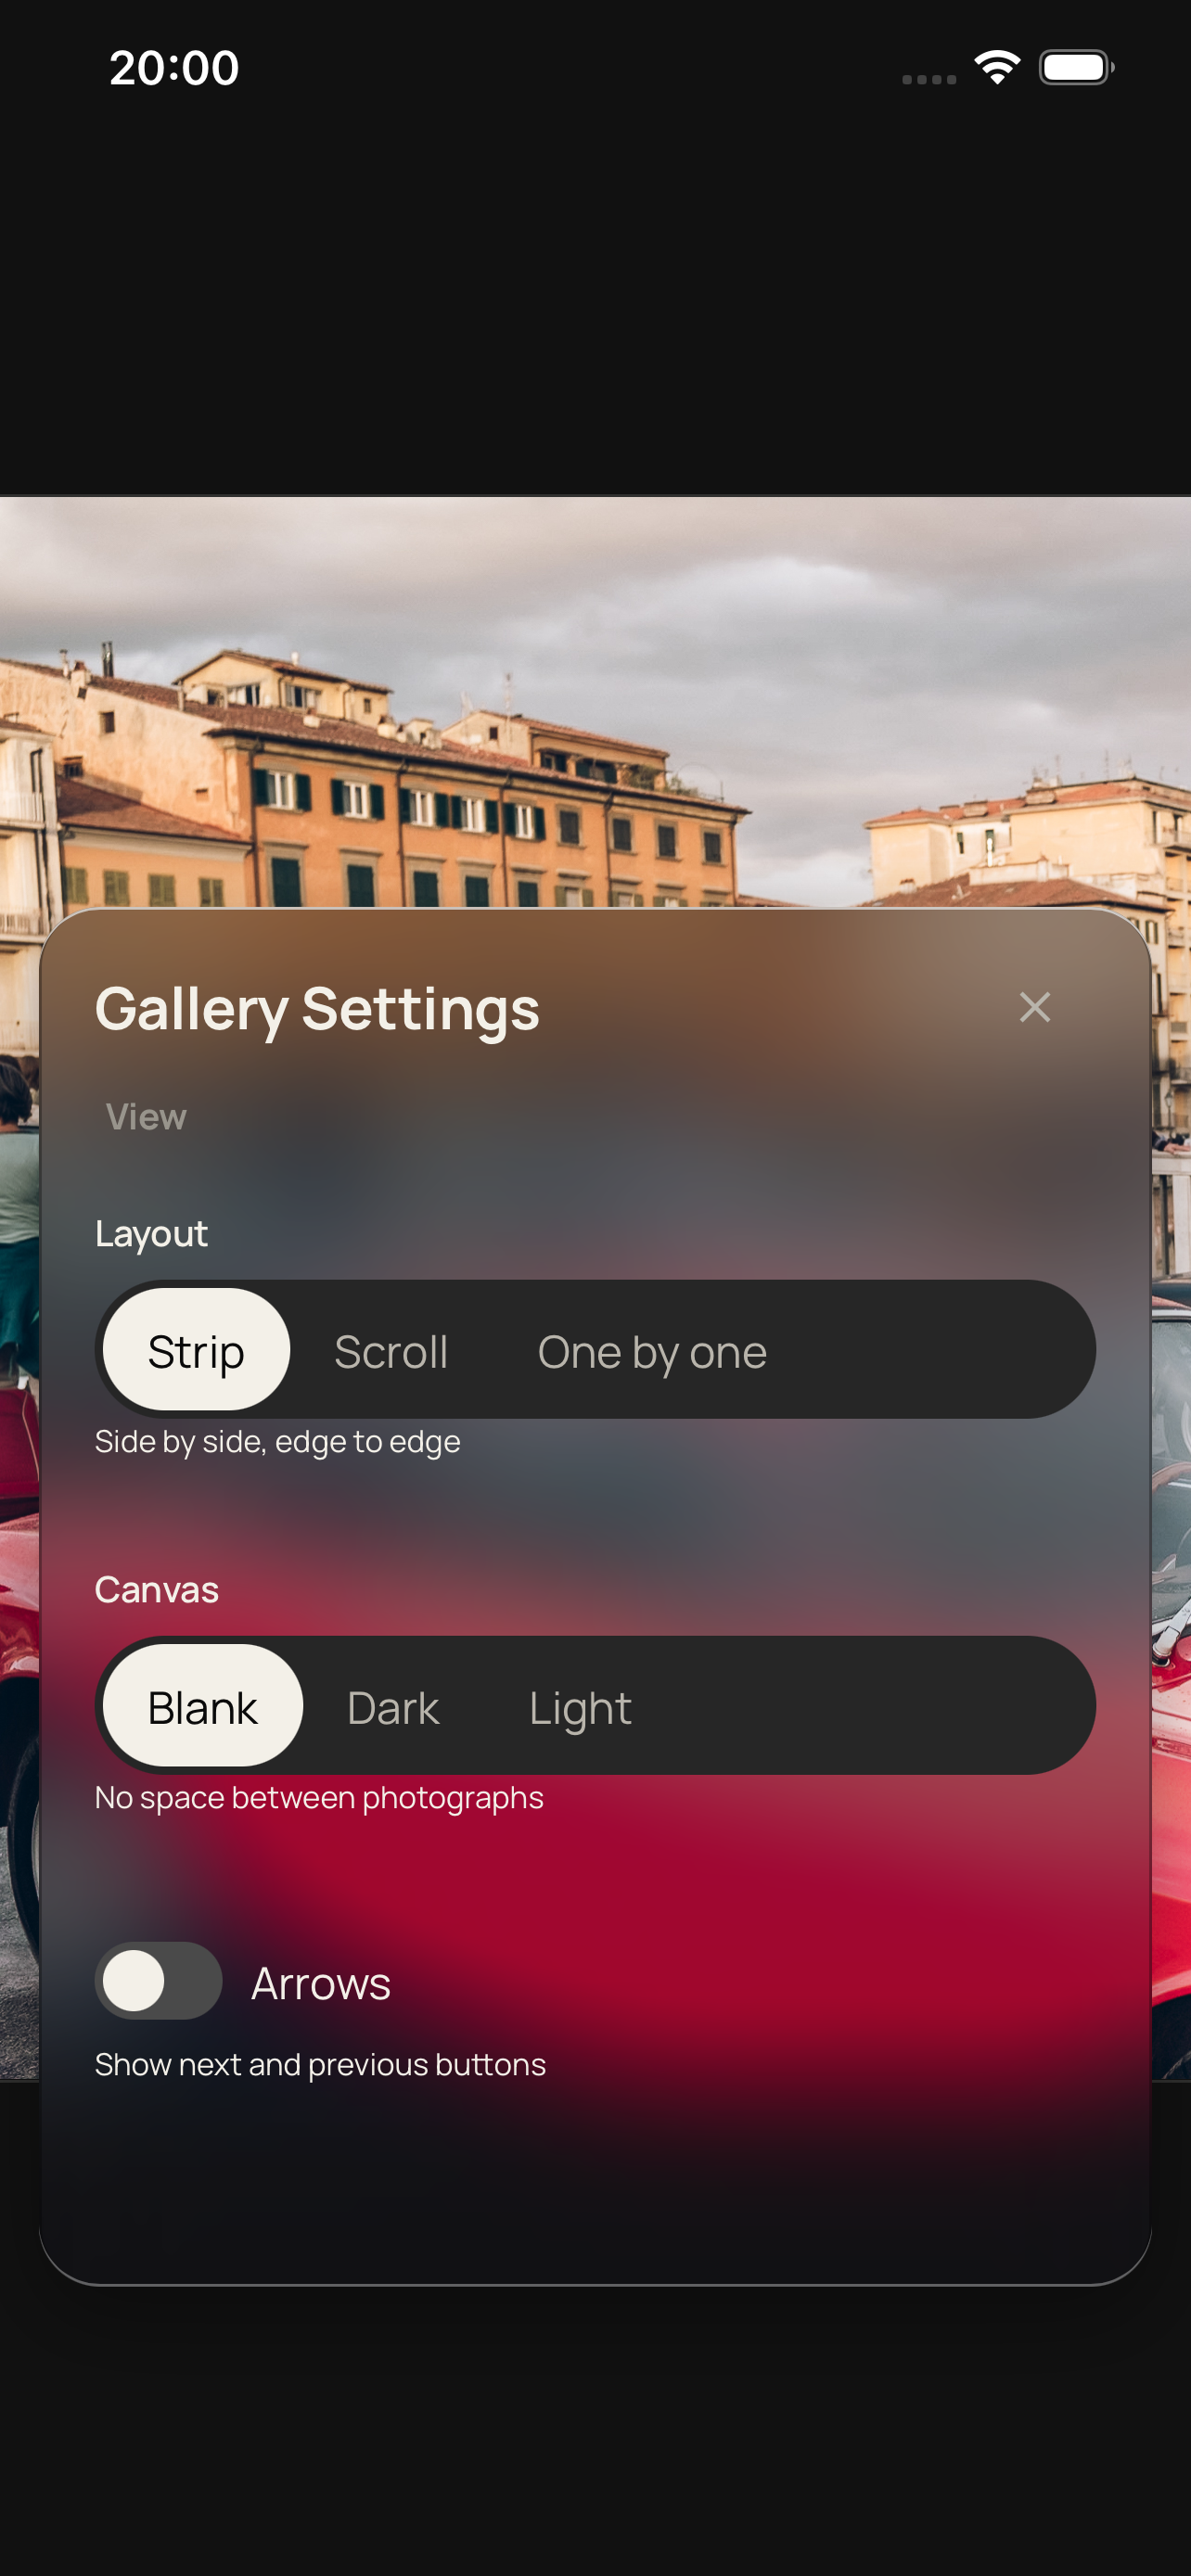 20:00
Gallery Settings
View
Layout
Strip Scroll One by one
Side by side, edge to edge
Canvas
Blank Dark Light
No space between photographs
Arrows
Show next and previous buttons